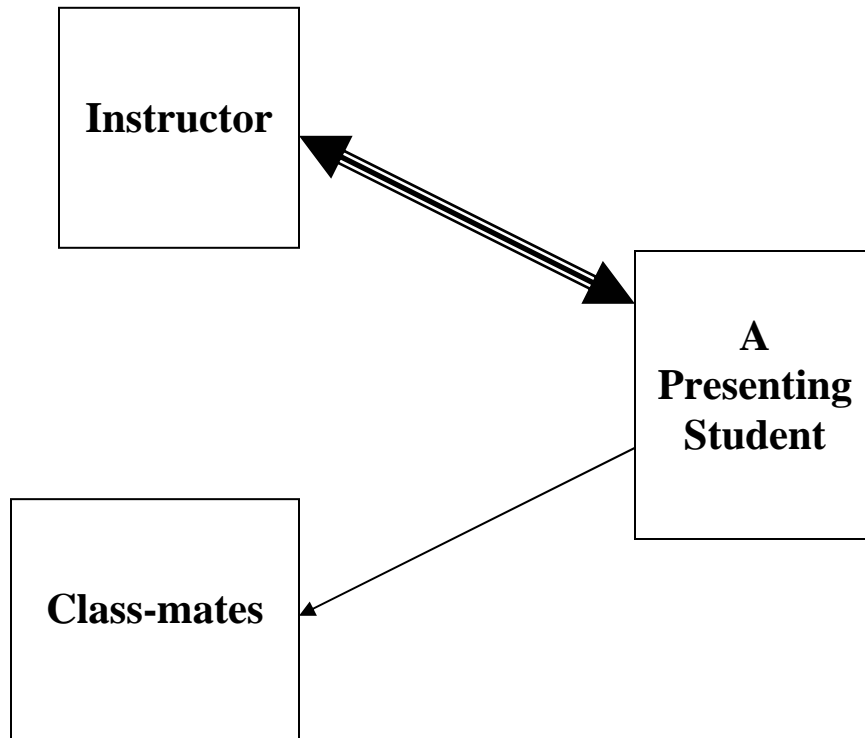 Instructor
A
Presenting
Student
Class-mates